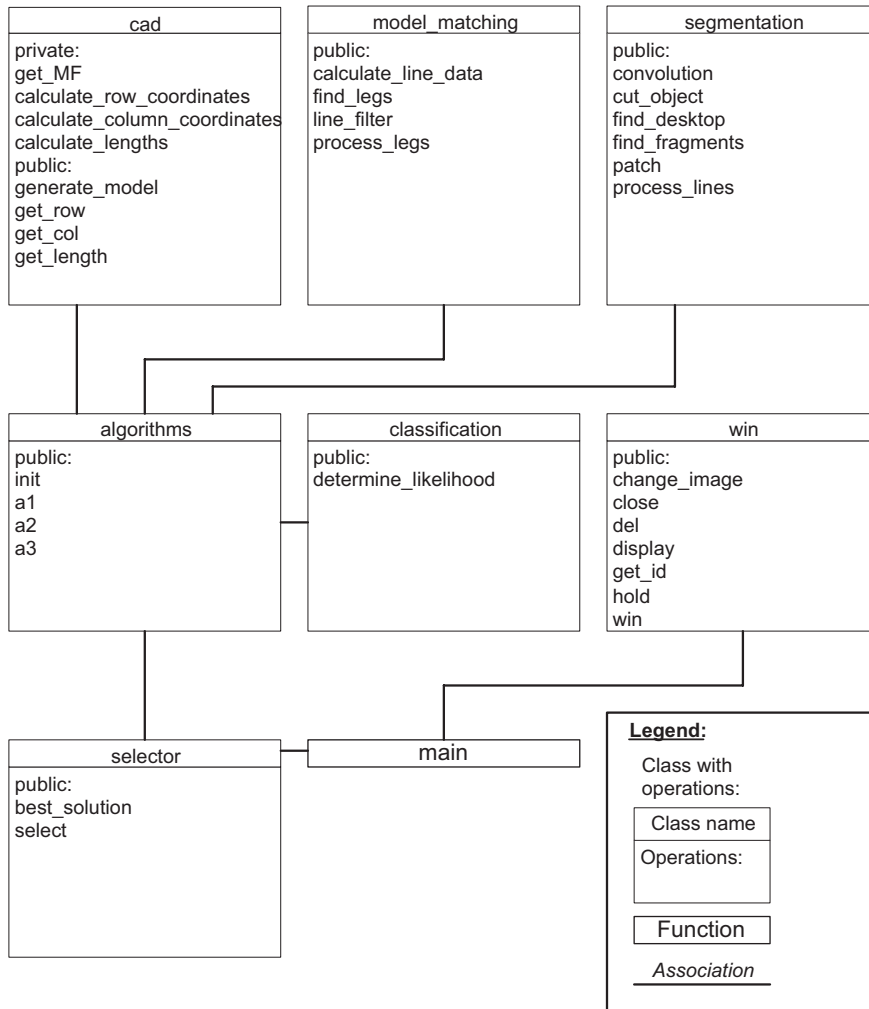 cad
private:
get_MF
calculate_row_coordinates
calculate_column_coordinates
calculate_lengths
public:
generate_model
get_row
get_col
get_length
model_matching
public:
calculate_line_data
find_legs
line_filter
process_legs
segmentation
public:
convolution
cut_object
find_desktop
find_fragments
patch
process_lines
algorithms
public:
init
a1
a2
a3
classification
public:
determine_likelihood
win
public:
change_image
close
del
display
get_id
hold
win
selector
public:
best_solution
select
main
Legend:
Class with
operations:
Class name
Operations:
Function
Association